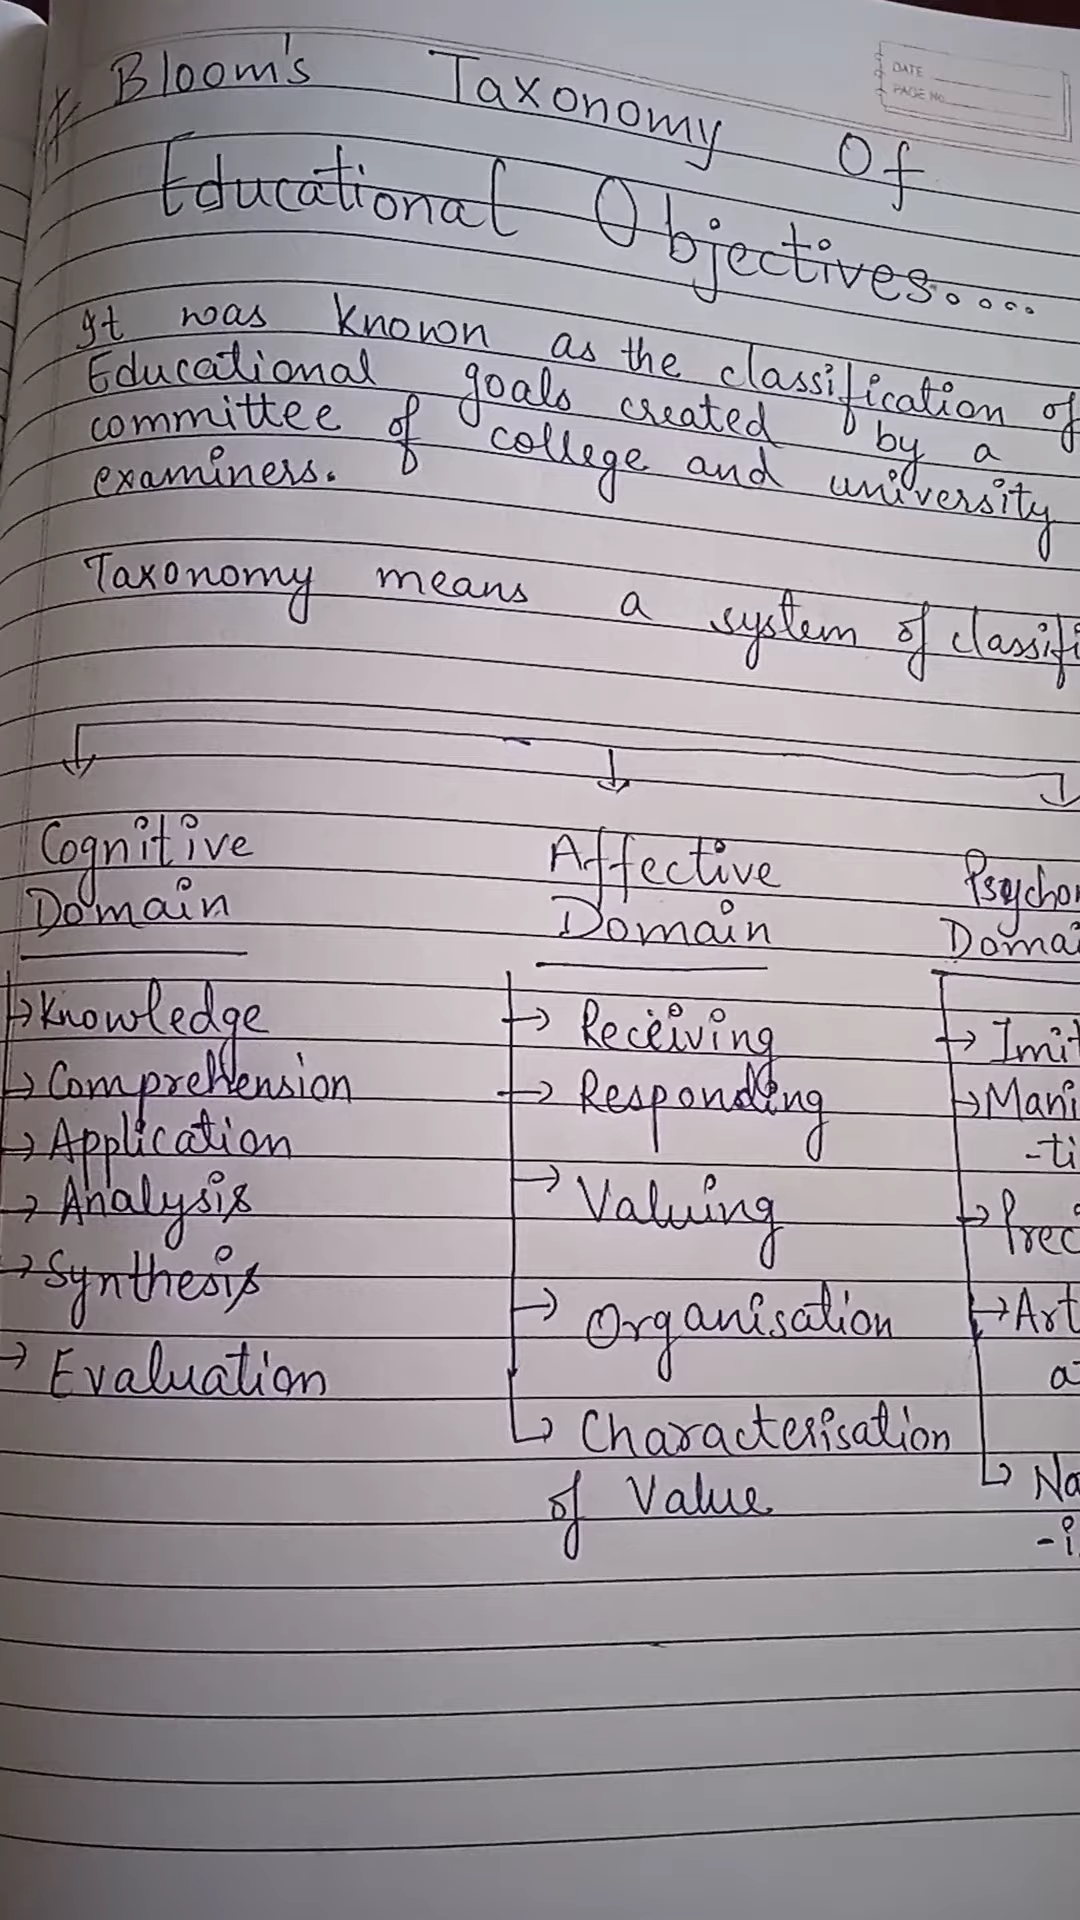 Bloom's Taxonomy Of
Educational Objectives.....
DATE
PAGE No.
It was known as the classification of
Educational goals created by a
committee of college and university
examiners.
Taxonomy means a system of classifi
Cognitive
Domain
Knowledge
Comprehension
Application
Analysis
Synthesis
Evaluation
Affective
Domain
Receiving
Responding
Valuing
Organisation
Characterisation
of Value
Psychor
Domai
Imit
Mani
-ti
Prec
Art
a
Na
-i